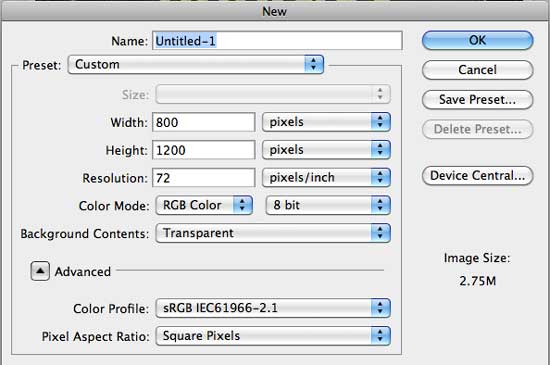 New
Name: Untitled-1
OK
Preset: Custom
Cancel
Size:
Save Preset...
Width: 800 pixels
Delete Preset...
Height: 1200 pixels
Resolution: 72 pixels/inch
Device Central...
Color Mode: RGB Color 8 bit
Background Contents: Transparent
Image Size:
2.75M
Advanced
Color Profile: sRGB IEC61966-2.1
Pixel Aspect Ratio: Square Pixels